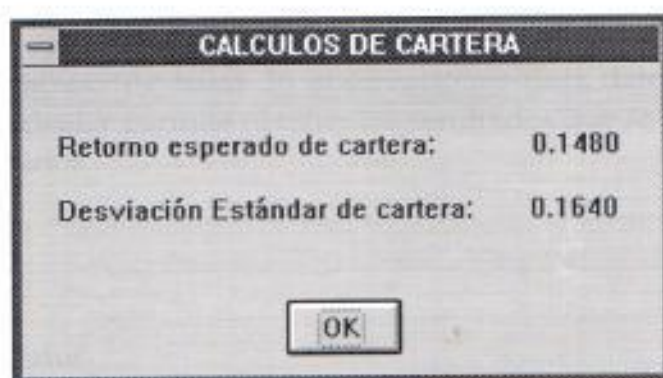 CALCULOS DE CARTERA
Retorno esperado de cartera: 0.1480
Desviación Estándar de cartera: 0.1640
OK